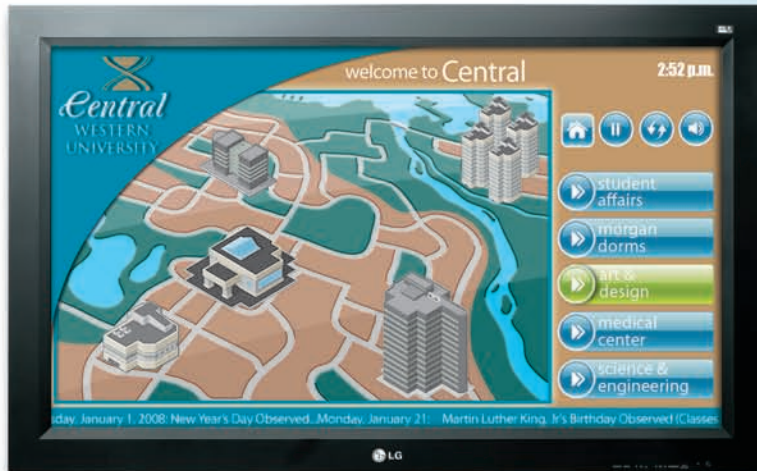 welcome to Central
2:52 p.m.
Central
WESTERN
UNIVERSITY
student
affairs
morgan
dorms
art &
design
medical
center
science &
engineering
day, January 1, 2008: New Year's Day Observed...Monday, January 21: Martin Luther King, Jr's Birthday Observed (Classes
LG